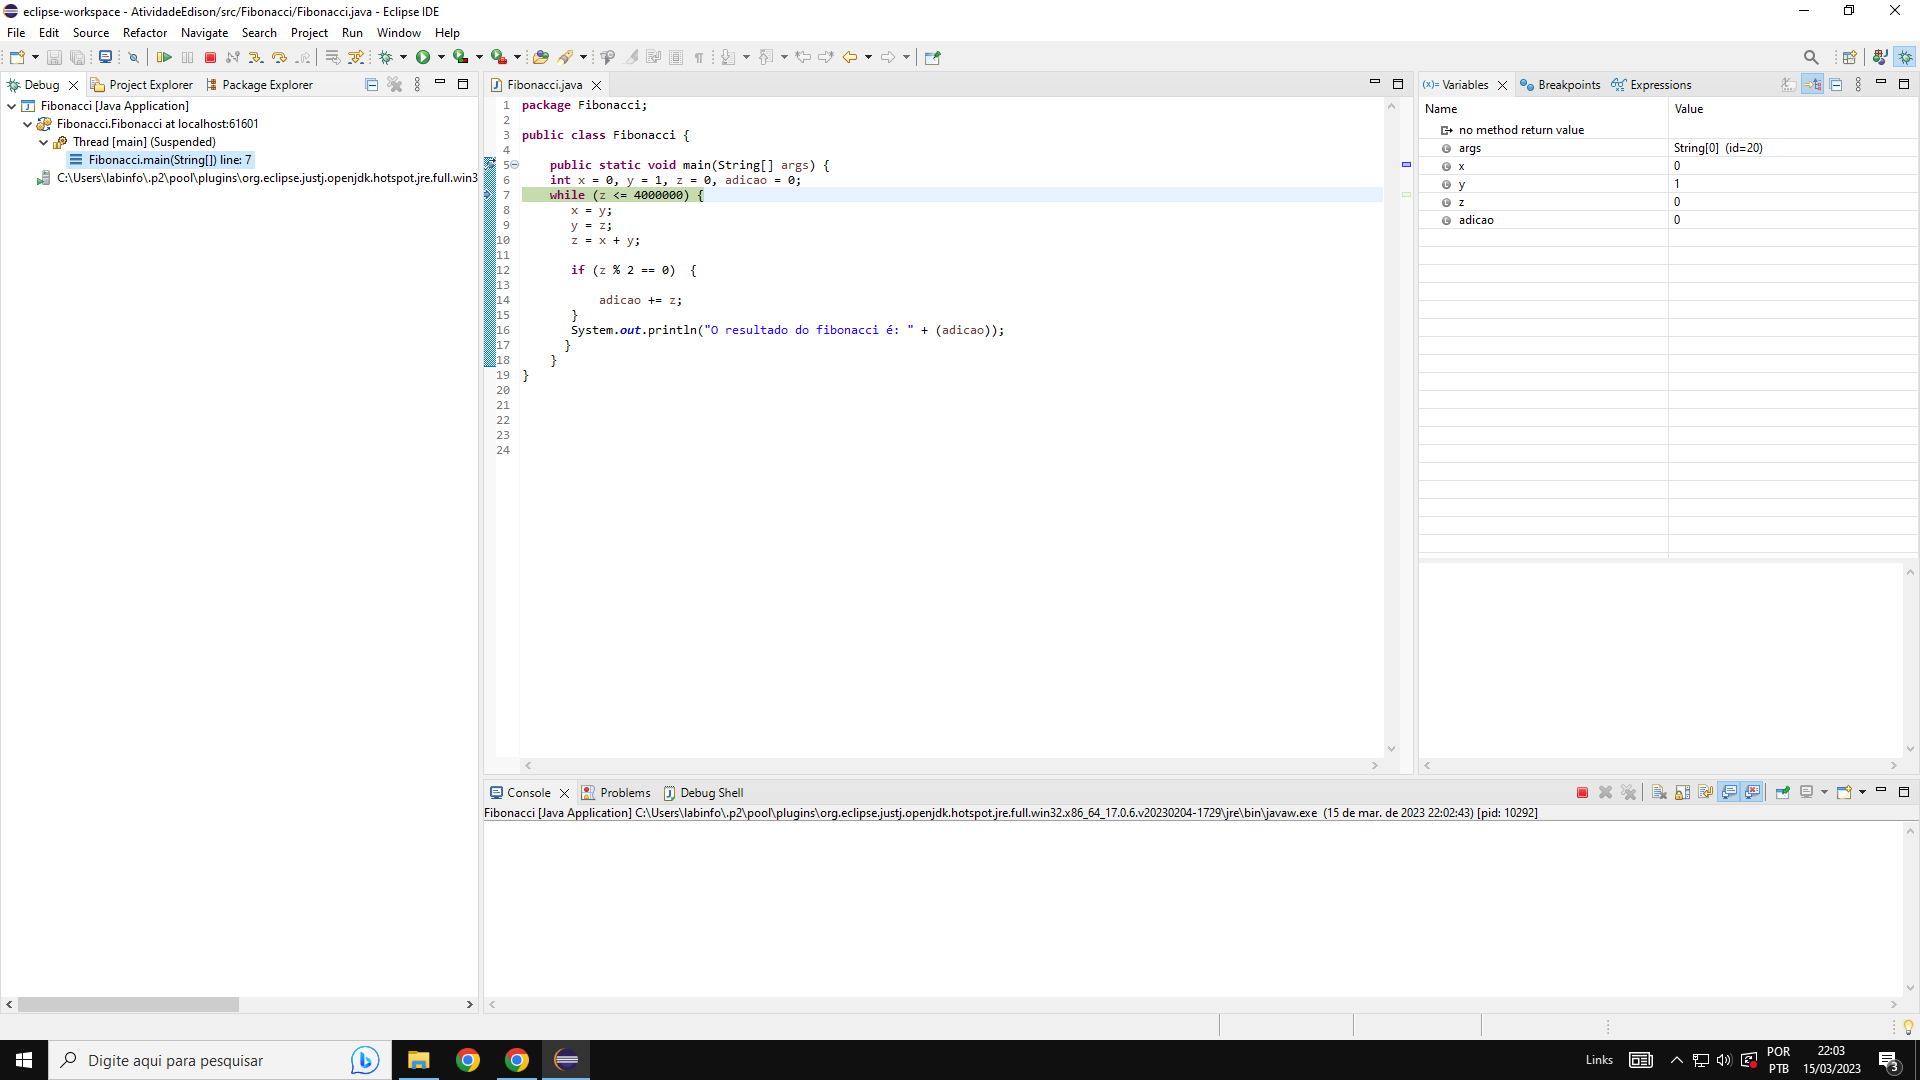 eclipse-workspace - AtividadeEdison/src/Fibonacci/Fibonacci.java - Eclipse IDE
File Edit Source Refactor Navigate Search Project Run Window Help
Debug Project Explorer Package Explorer
Fibonacci [Java Application]
Fibonacci.Fibonacci at localhost:61601
Thread [main] (Suspended)
Fibonacci.main(String[]) line: 7
C:\Users\labinfo\.p2\pool\plugins\org.eclipse.justj.openjdk.hotspot.jre.full.win3
Fibonacci.java
1 package Fibonacci;
2
3 public class Fibonacci {
4
5 public static void main(String[] args) {
6 int x = 0, y = 1, z = 0, adicao = 0;
7 while (z <= 4000000) {
8 x = y;
9 y = z;
10 z = x + y;
11
12 if (z % 2 == 0)  {
13
14 adicao += z;
15 }
16 System.out.println("O resultado do fibonacci é: " + (adicao));
17 }
18 }
19 }
20
21
22
23
24
(x)= Variables Breakpoints Expressions
Name Value
no method return value
args String[0] (id=20)
x 0
y 1
z 0
adicao 0
Console Problems Debug Shell
Fibonacci [Java Application] C:\Users\labinfo\.p2\pool\plugins\org.eclipse.justj.openjdk.hotspot.jre.full.win32.x86_64_17.0.6.v20230204-1729\jre\bin\javaw.exe (15 de mar. de 2023 22:02:43) [pid: 10292]
Digite aqui para pesquisar
Links
POR
PTB
22:03
15/03/2023
3